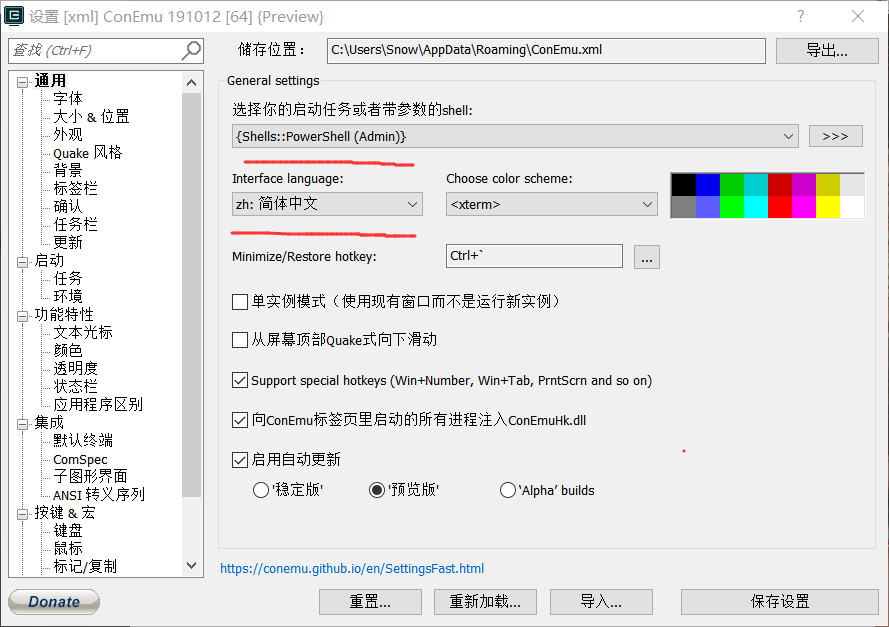 设置 [xml] ConEmu 191012 [64] {Preview}
查找 (Ctrl+F)
储存位置：
C:\Users\Snow\AppData\Roaming\ConEmu.xml
导出...
通用
字体
大小 & 位置
外观
Quake 风格
背景
标签栏
确认
任务栏
更新
启动
任务
环境
功能特性
文本光标
颜色
透明度
状态栏
应用程序区别
集成
默认终端
ComSpec
子图形界面
ANSI 转义序列
按键 & 宏
键盘
鼠标
标记/复制
General settings
选择你的启动任务或者带参数的shell:
{Shells::PowerShell (Admin)}
>>>
Interface language:
Choose color scheme:
zh: 简体中文
<xterm>
Minimize/Restore hotkey:
Ctrl+`
...
单实例模式（使用现有窗口而不是运行新实例）
从屏幕顶部Quake式向下滑动
Support special hotkeys (Win+Number, Win+Tab, PrntScrn and so on)
向ConEmu标签页里启动的所有进程注入ConEmuHk.dll
启用自动更新
'稳定版'
'预览版'
'Alpha' builds
https://conemu.github.io/en/SettingsFast.html
Donate
重置...
重新加载...
导入...
保存设置